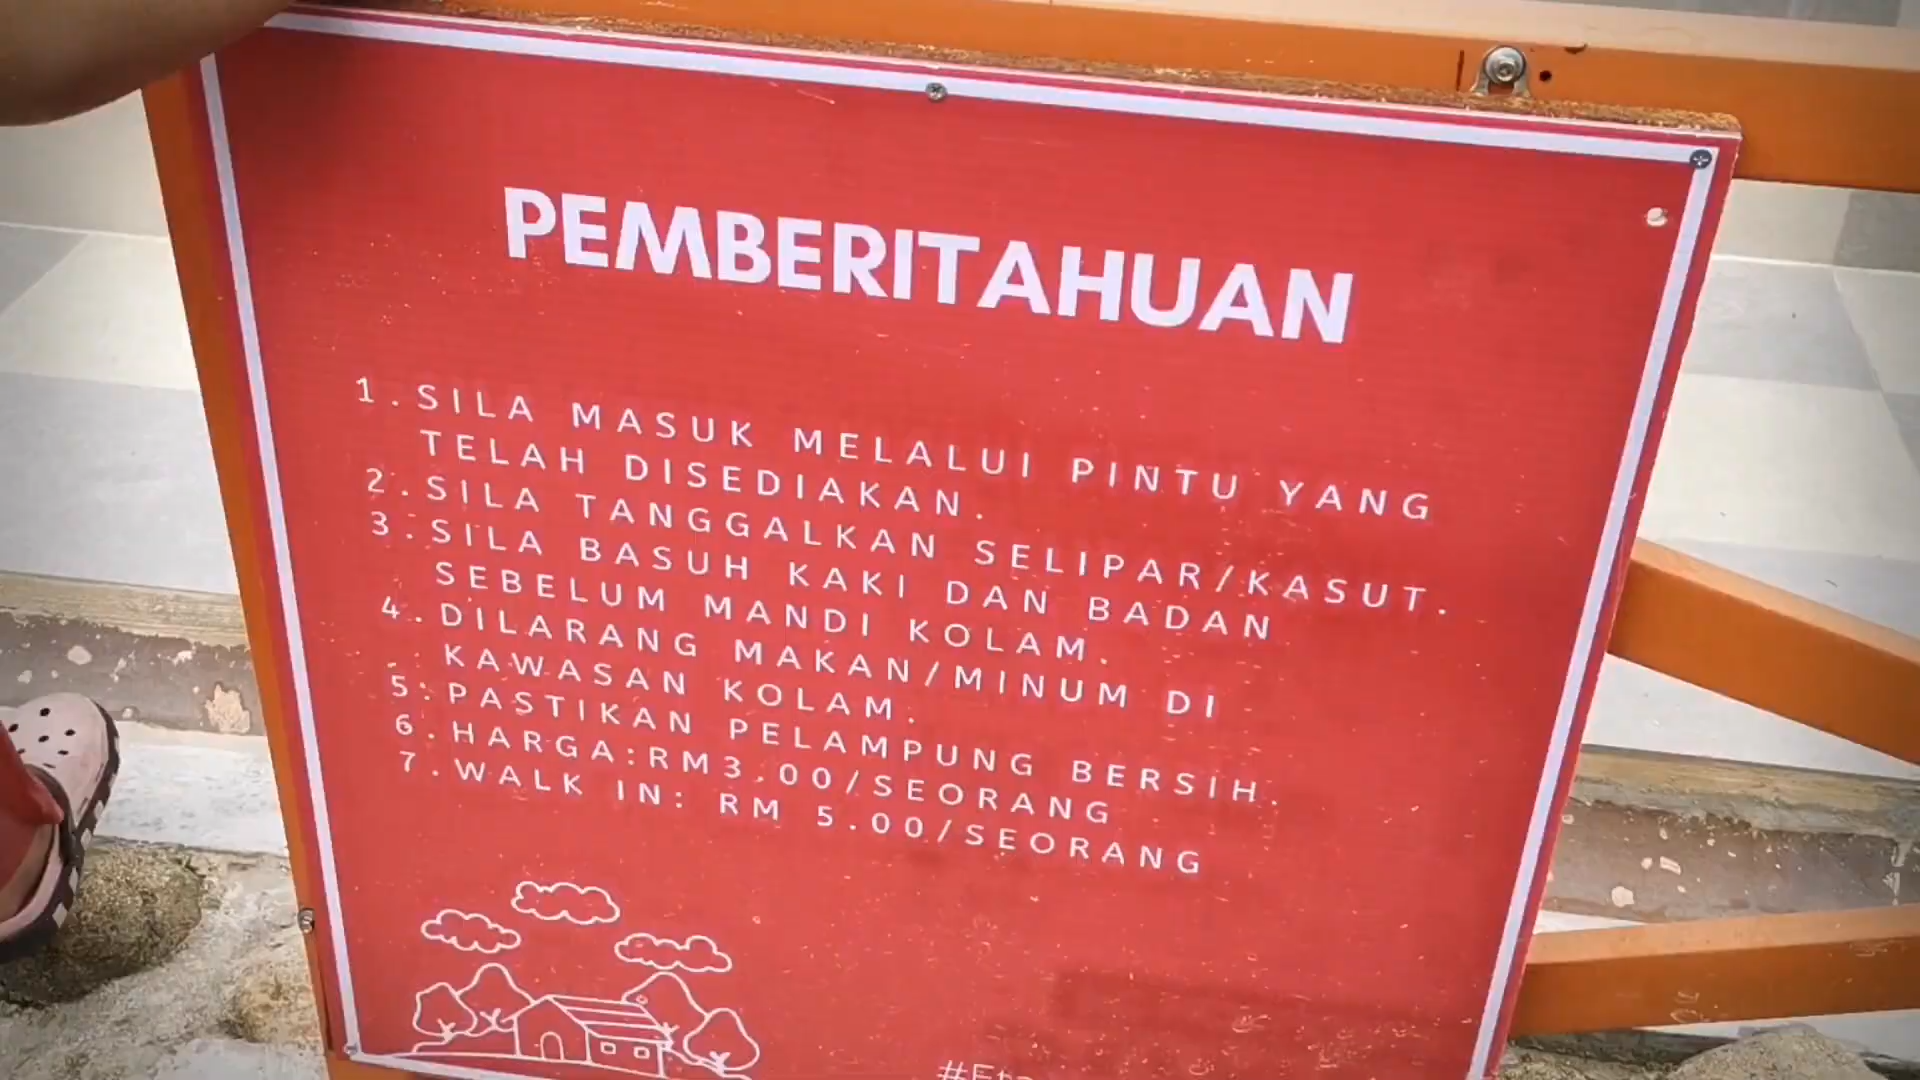 PEMBERITAHUAN
1. SILA MASUK MELALUI PINTU YANG
TELAH DISEDIAKAN.
2. SILA TANGGALKAN SELIPAR/KASUT.
3. SILA BASUH KAKI DAN BADAN
SEBELUM MANDI KOLAM.
4. DILARANG MAKAN/MINUM DI
KAWASAN KOLAM.
5. PASTIKAN PELAMPUNG BERSIH.
6. HARGA:RM3.00/SEORANG
7. WALK IN: RM 5.00/SEORANG